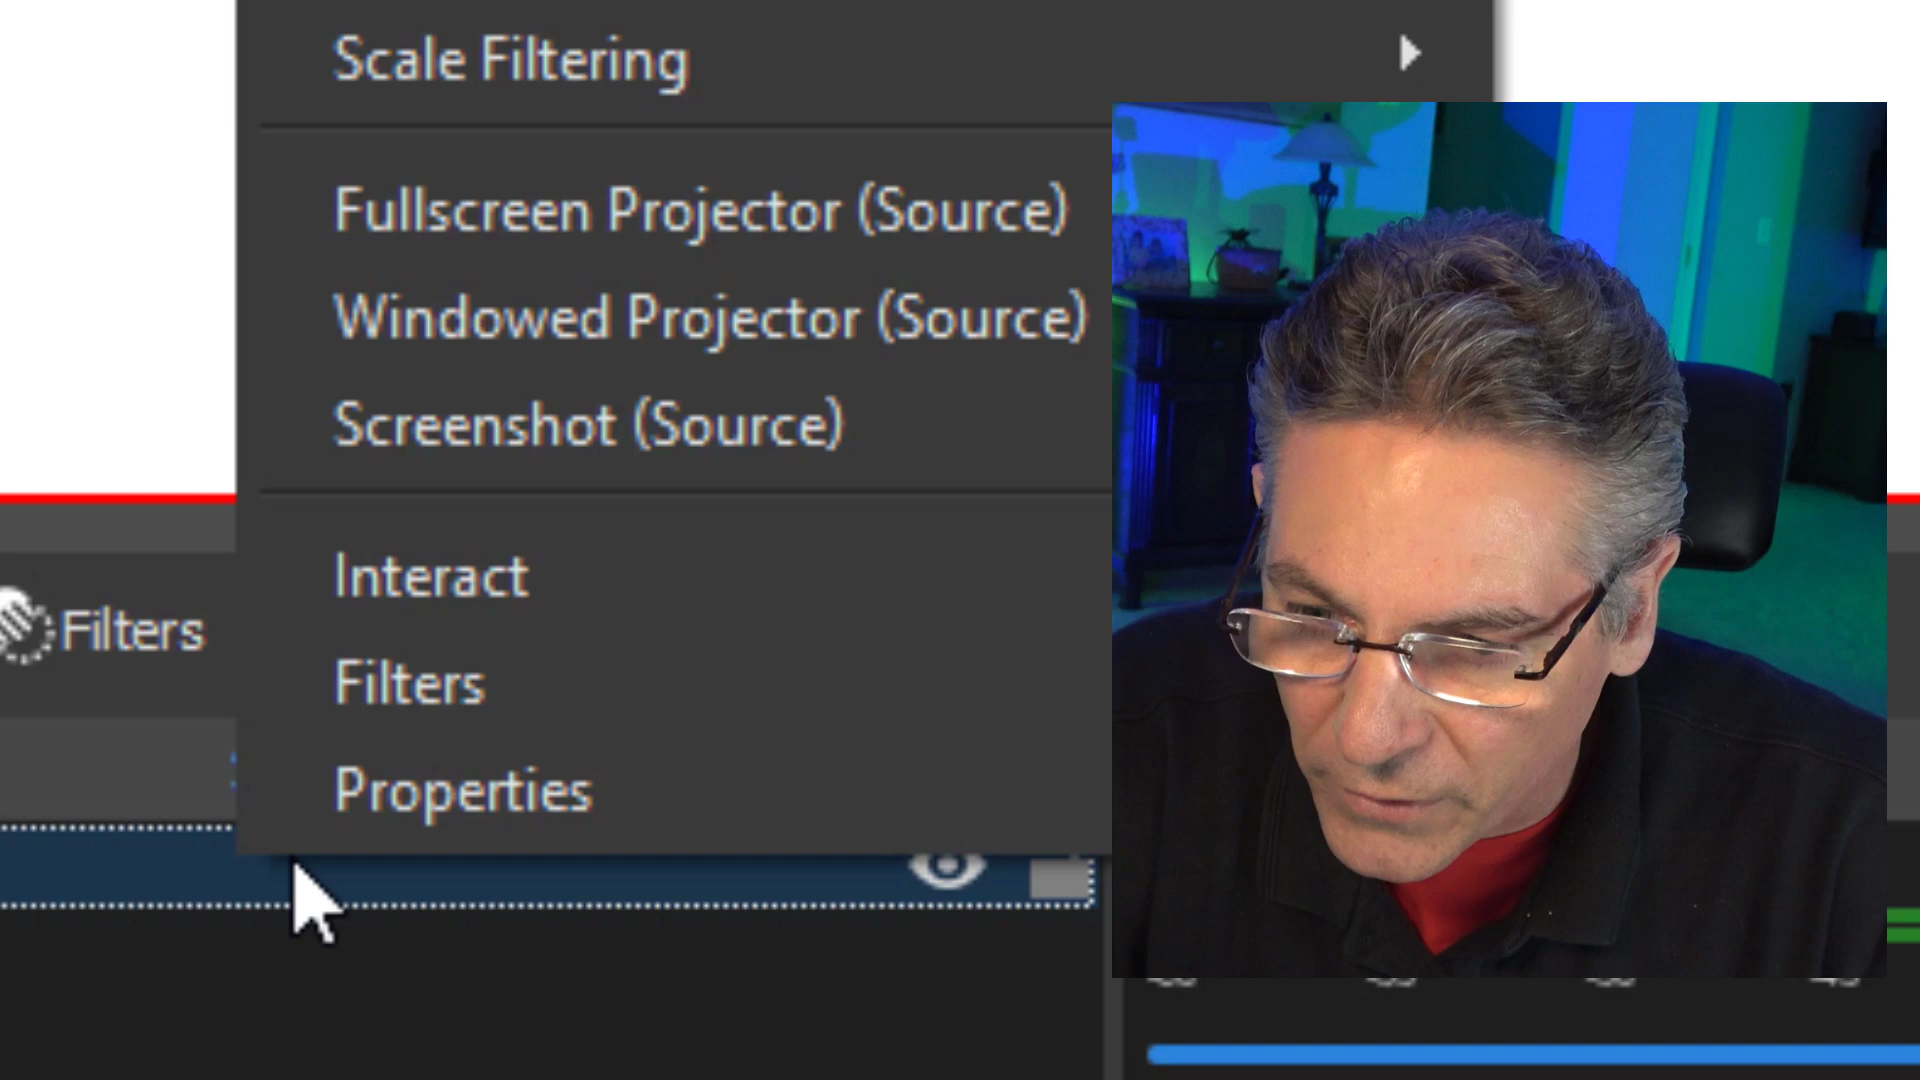 Scale Filtering
Fullscreen Projector (Source)
Windowed Projector (Source)
Screenshot (Source)
Interact
Filters
Filters
Properties